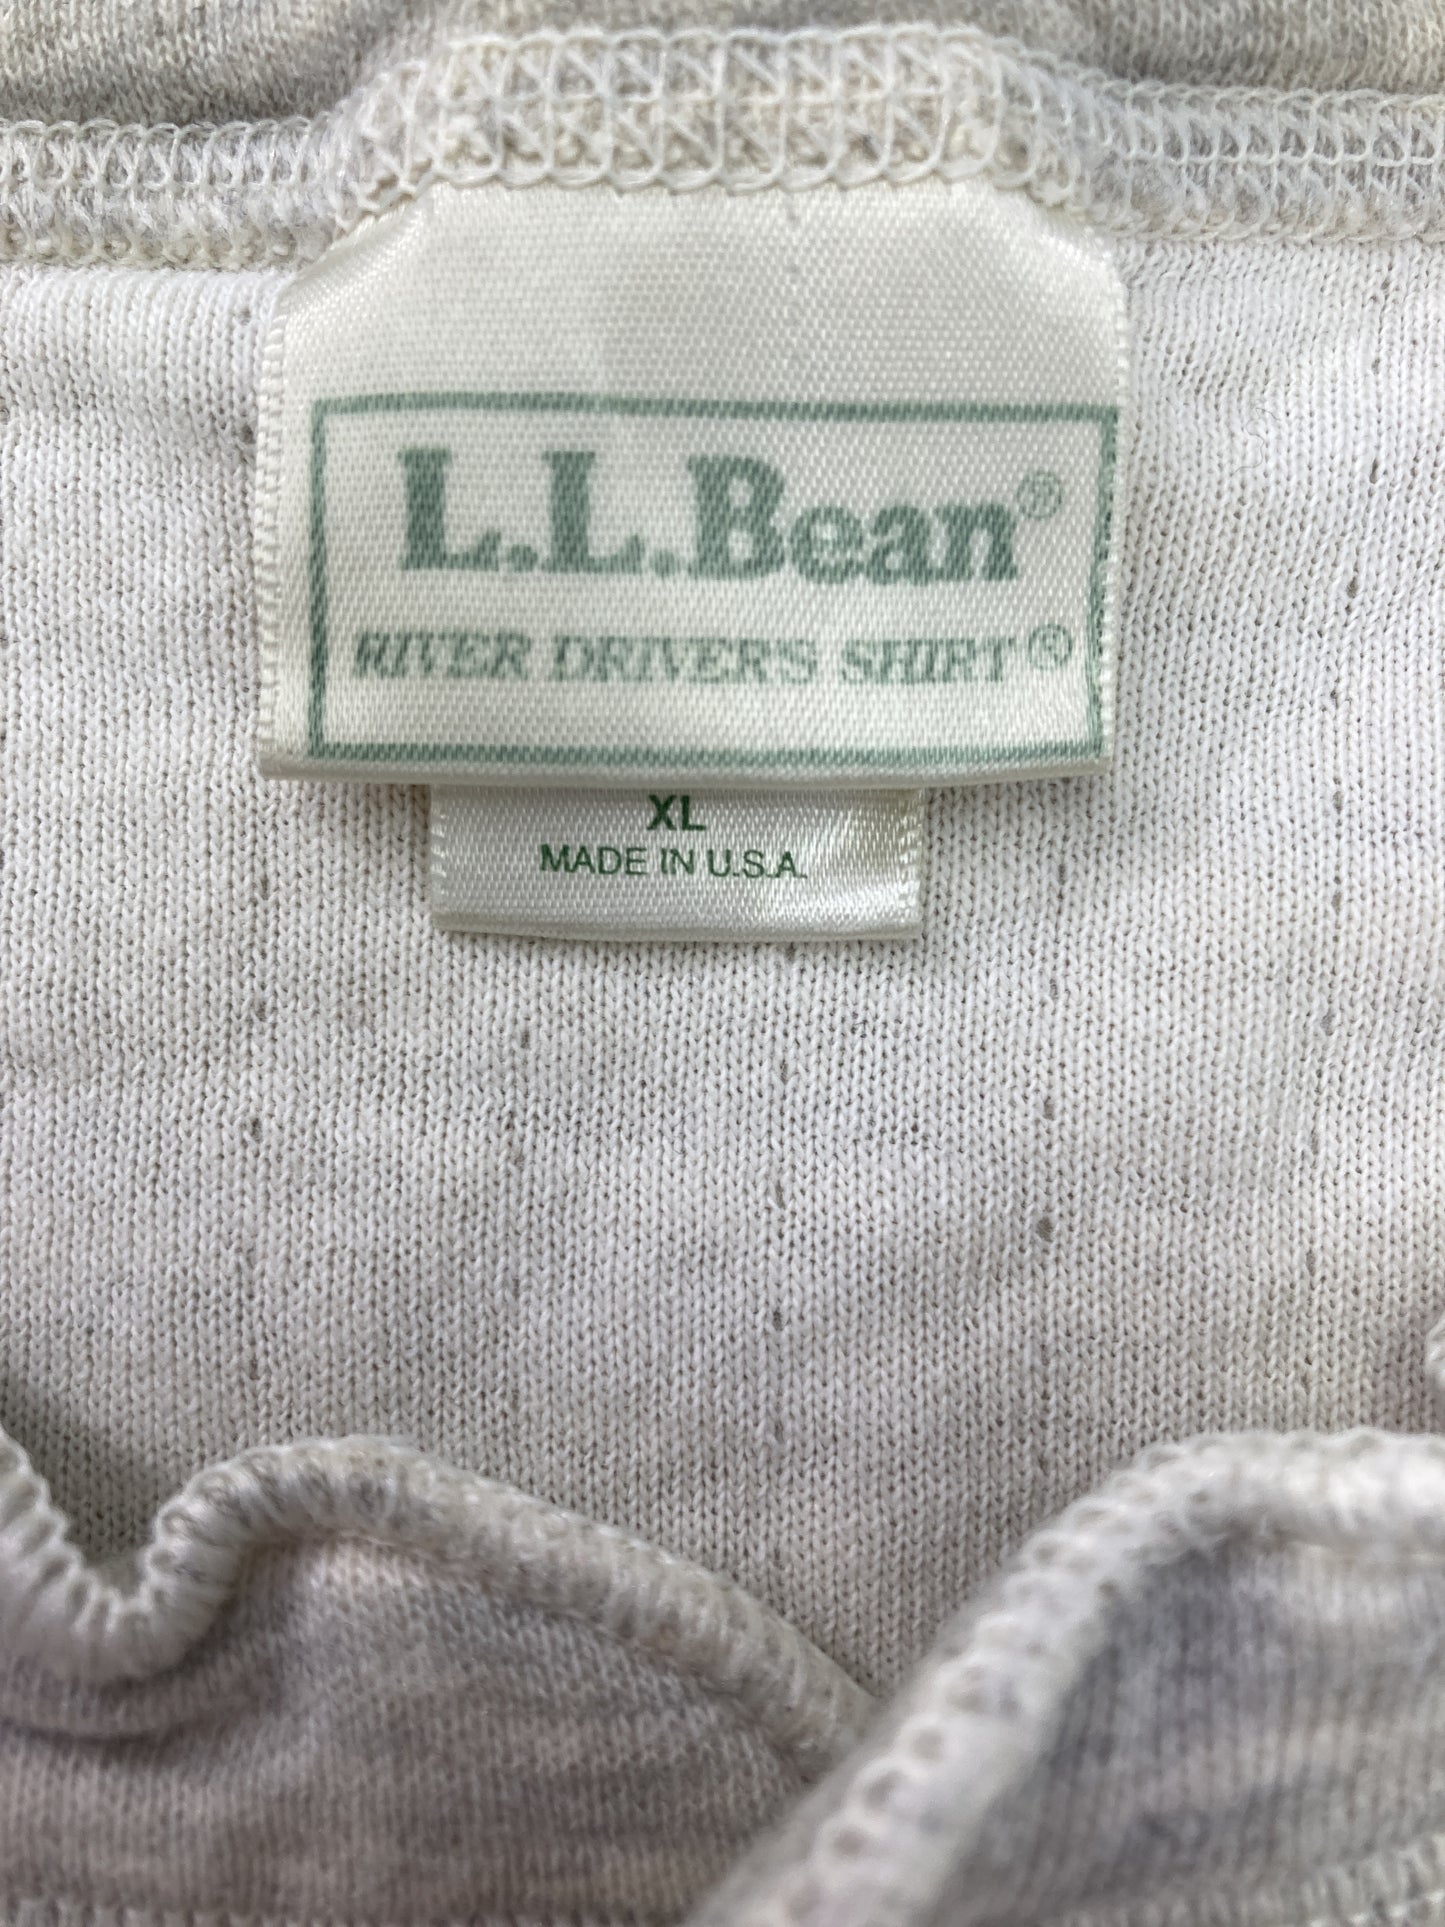 L.L.Bean®
RIVER DRIVER'S SHIRT®
XL
MADE IN U.S.A.